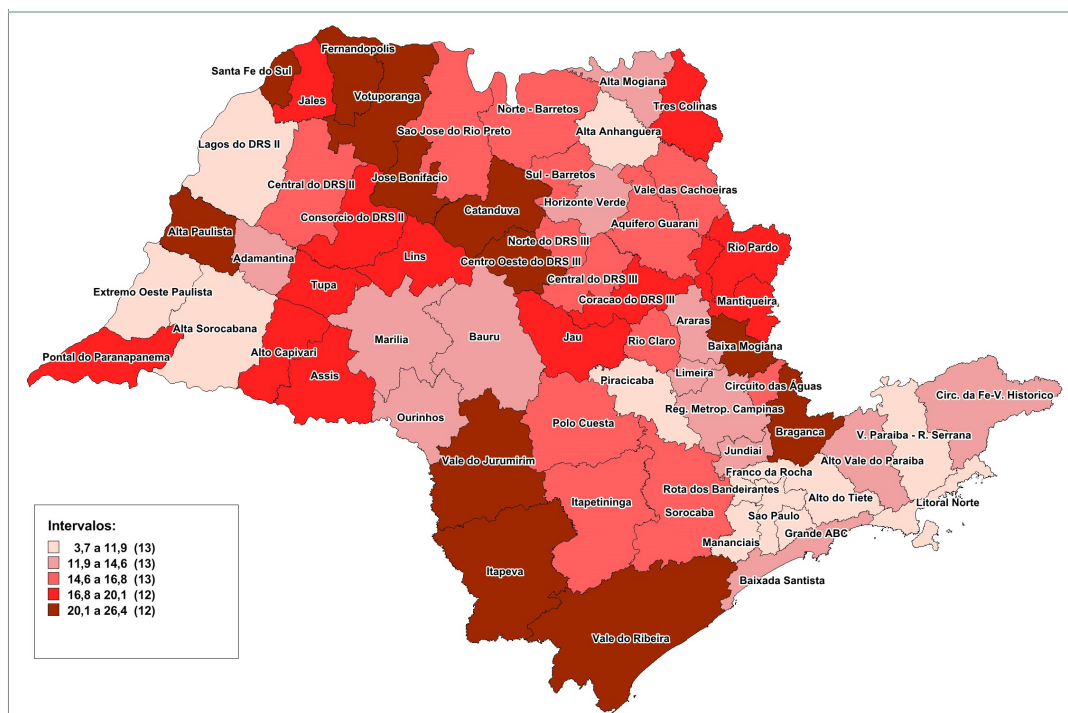 Fernandopolis
Santa Fe do Sul
Alta Mogiana
Jales
Votuporanga
Tres Colinas
Norte - Barretos
Sao Jose do Rio Preto
Alta Anhanguera
Lagos do DRS II
Sul - Barretos
Jose Bonifacio
Central do DRS II
Vale das Cachoeiras
Horizonte Verde
Catanduva
Consorcio do DRS II
Aquifero Guarani
Alta Paulista
Norte do DRS III
Rio Pardo
Adamantina
Lins
Centro Oeste do DRS III
Central do DRS III
Tupa
Extremo Oeste Paulista
Coracao do DRS III
Mantiqueira
Araras
Alta Sorocabana
Marilia
Bauru
Jau
Rio Claro
Baixa Mogiana
Alto Capivari
Pontal do Paranapanema
Assis
Piracicaba
Limeira
Circuito das Águas
Circ. da Fe-V. Historico
Reg. Metrop. Campinas
Ourinhos
Polo Cuesta
Braganca
V. Paraiba - R. Serrana
Jundiai
Vale do Jurumirim
Alto Vale do Paraiba
Franco da Rocha
Rota dos Bandeirantes
Alto do Tiete
Itapetininga
Litoral Norte
Sorocaba
Sao Paulo
Grande ABC
Mananciais
Itapeva
Baixada Santista
Vale do Ribeira
Intervalos:
3,7 a 11,9 (13)
11,9 a 14,6 (13)
14,6 a 16,8 (13)
16,8 a 20,1 (12)
20,1 a 26,4 (12)